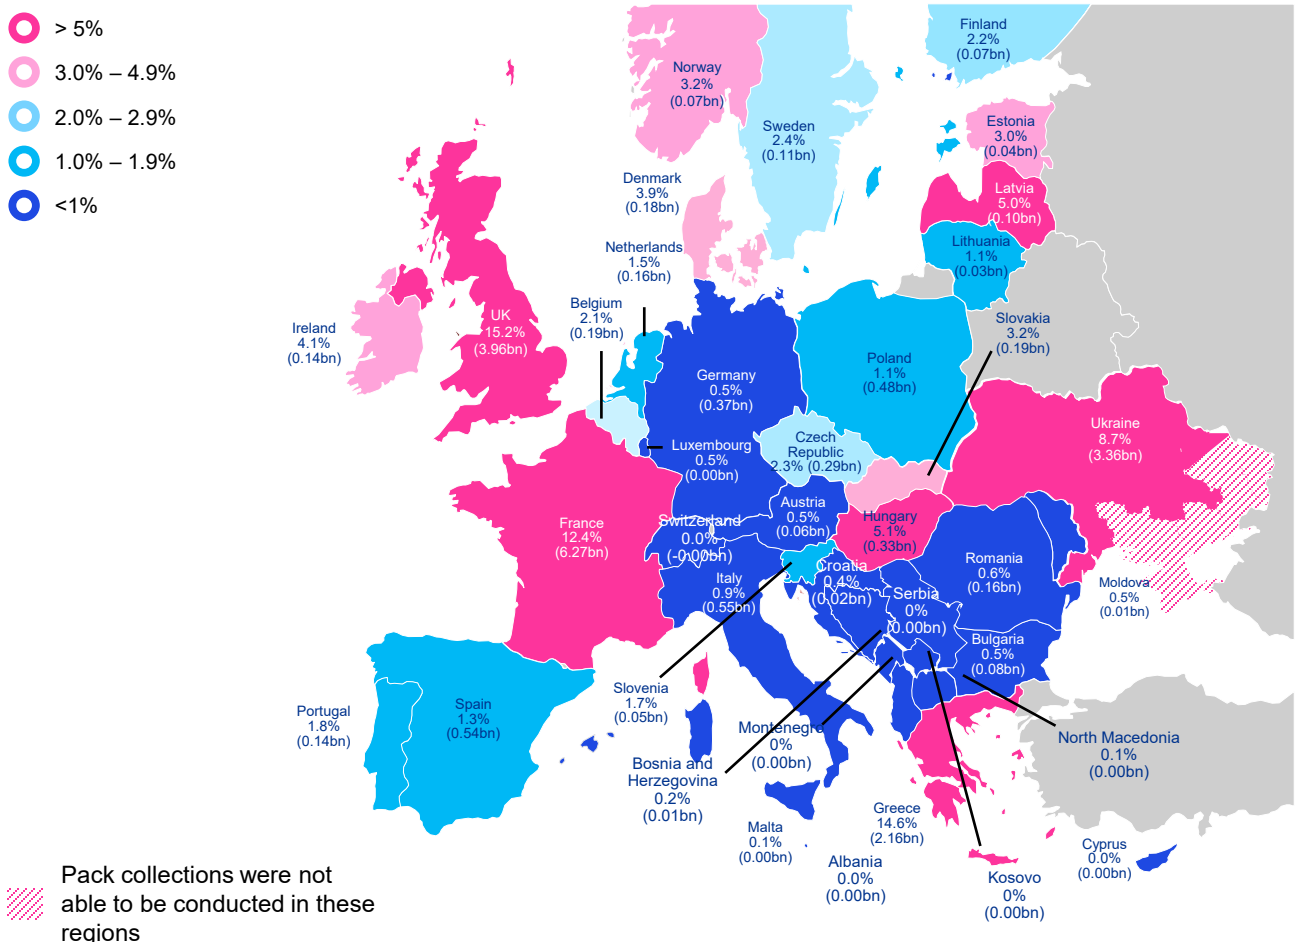 > 5%
3.0% – 4.9%
2.0% – 2.9%
1.0% – 1.9%
<1%
Finland
2.2%
(0.07bn)
Norway
3.2%
(0.07bn)
Sweden
2.4%
(0.11bn)
Estonia
3.0%
(0.04bn)
Denmark
3.9%
(0.18bn)
Latvia
5.0%
(0.10bn)
Netherlands
1.5%
(0.16bn)
Lithuania
1.1%
(0.03bn)
Belgium
2.1%
(0.19bn)
Ireland
4.1%
(0.14bn)
UK
15.2%
(3.96bn)
Slovakia
3.2%
(0.19bn)
Germany
0.5%
(0.37bn)
Poland
1.1%
(0.48bn)
Ukraine
8.7%
(3.36bn)
Luxembourg
0.5%
(0.00bn)
Czech
Republic
2.3% (0.29bn)
France
12.4%
(6.27bn)
Switzerland
0.0%
(-0.00bn)
Austria
0.5%
(0.06bn)
Hungary
5.1%
(0.33bn)
Italy
0.9%
(0.55bn)
Croatia
0.4%
(0.02bn)
Romania
0.6%
(0.16bn)
Moldova
0.5%
(0.01bn)
Serbia
0%
(0.00bn)
Bulgaria
0.5%
(0.08bn)
Slovenia
1.7%
(0.05bn)
Portugal
1.8%
(0.14bn)
Spain
1.3%
(0.54bn)
Montenegro
0%
(0.00bn)
North Macedonia
0.1%
(0.00bn)
Bosnia and
Herzegovina
0.2%
(0.01bn)
Malta
0.1%
(0.00bn)
Greece
14.6%
(2.16bn)
Albania
0.0%
(0.00bn)
Kosovo
0%
(0.00bn)
Cyprus
0.0%
(0.00bn)
Pack collections were not
able to be conducted in these
regions